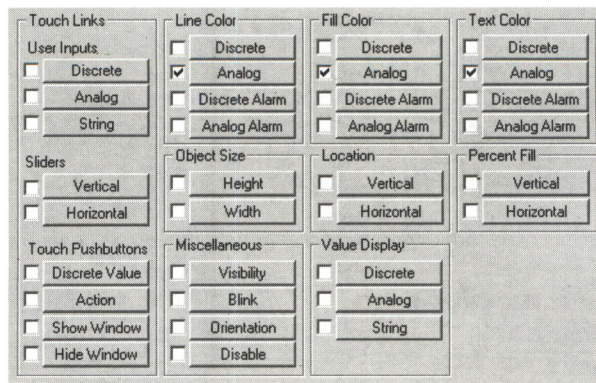 Touch Links
User Inputs
Discrete
Analog
String
Sliders
Vertical
Horizontal
Touch Pushbuttons
Discrete Value
Action
Show Window
Hide Window
Line Color
Discrete
Analog
Discrete Alarm
Analog Alarm
Object Size
Height
Width
Miscellaneous
Visibility
Blink
Orientation
Disable
Fill Color
Discrete
Analog
Discrete Alarm
Analog Alarm
Location
Vertical
Horizontal
Value Display
Discrete
Analog
String
Text Color
Discrete
Analog
Discrete Alarm
Analog Alarm
Percent Fill
Vertical
Horizontal